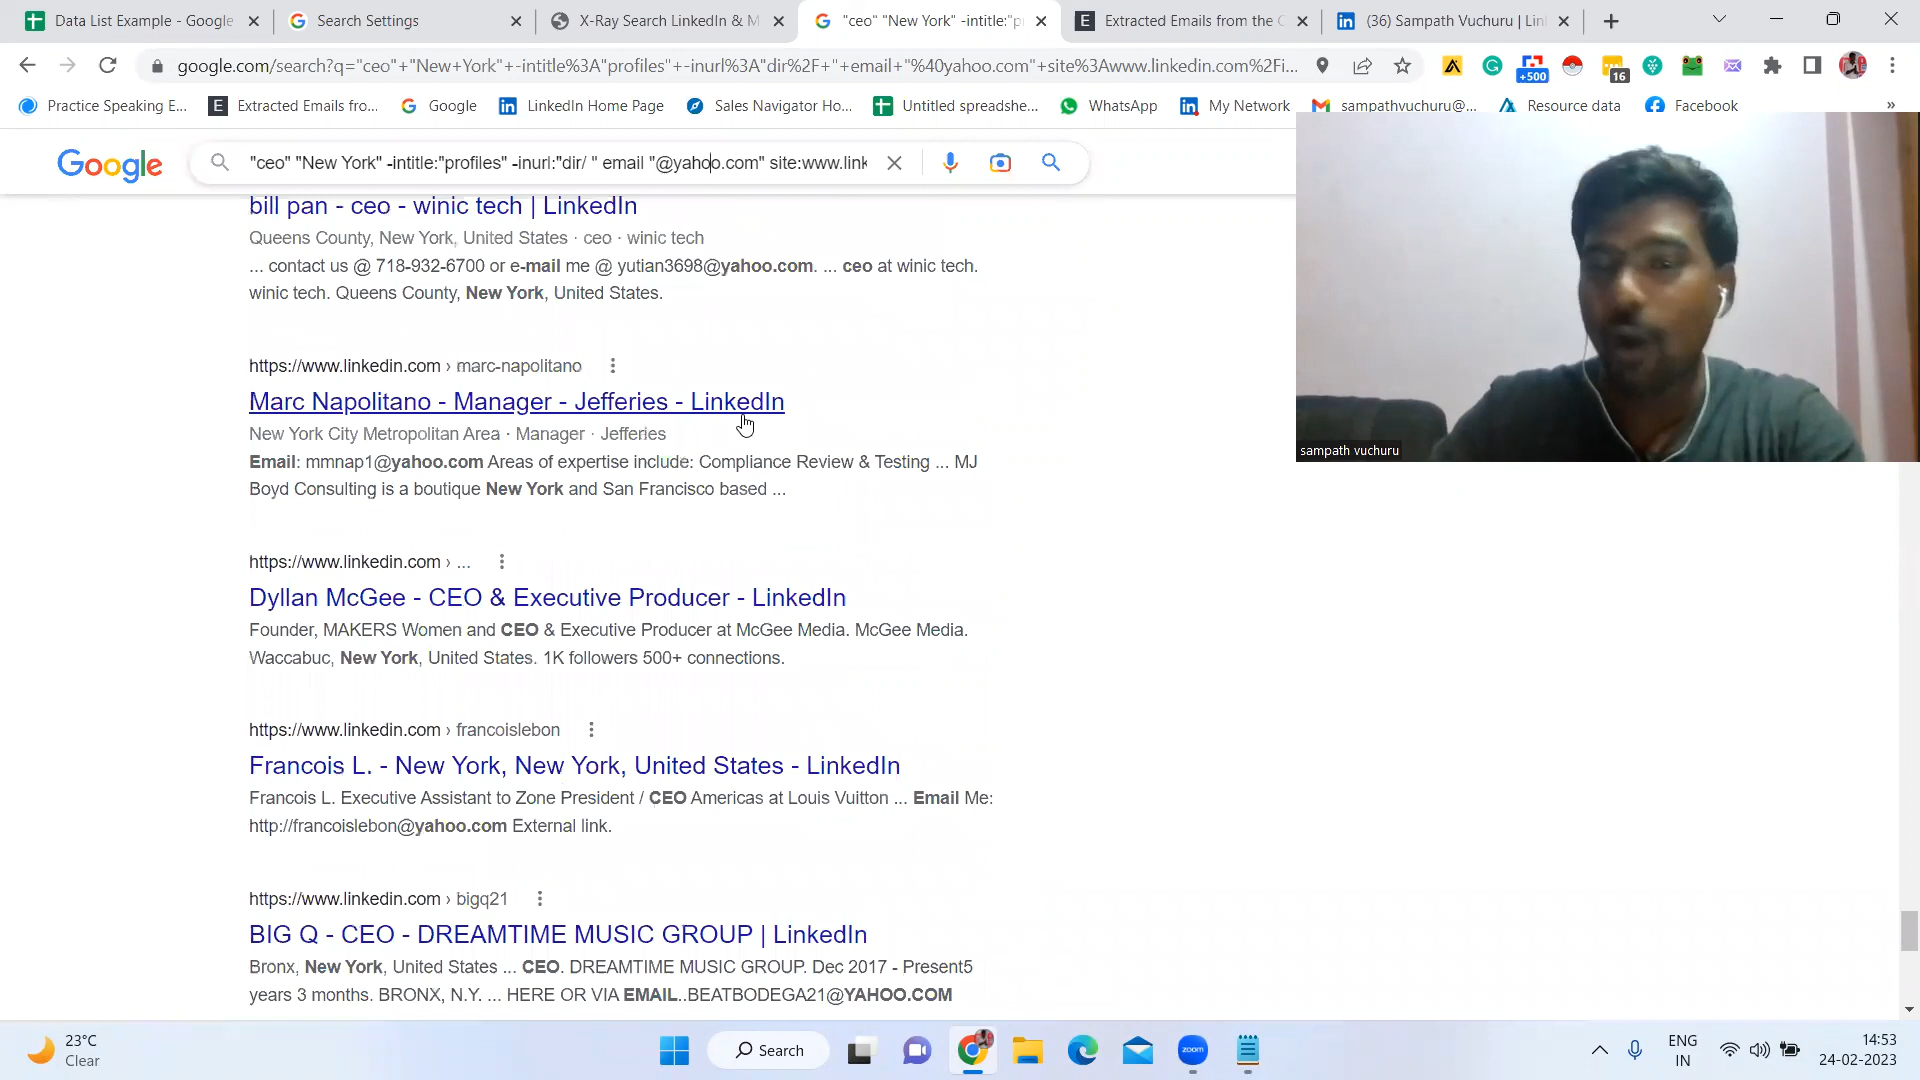 Data List Example - Google
Search Settings
X-Ray Search LinkedIn & M
"ceo" "New York" -intitle:"pr
Extracted Emails from the C
(36) Sampath Vuchuru | Lin
google.com/search?q="ceo"+"New+York"+-intitle%3A"profiles"+-inurl%3A"dir%2F+"+email+"%40yahoo.com"+site%3Awww.linkedin.com%2Fi...
+500
16
Practice Speaking E...
Extracted Emails fro...
Google
LinkedIn Home Page
Sales Navigator Ho...
Untitled spreadshe...
WhatsApp
My Network
sampathvuchuru@...
Resource data
Facebook
»
Google
"ceo" "New York" -intitle:"profiles" -inurl:"dir/ " email "@yahoo.com" site:www.link
bill pan - ceo - winic tech | LinkedIn
Queens County, New York, United States · ceo · winic tech
... contact us @ 718-932-6700 or e-mail me @ yutian3698@yahoo.com. ... ceo at winic tech.
winic tech. Queens County, New York, United States.
https://www.linkedin.com › marc-napolitano
Marc Napolitano - Manager - Jefferies - LinkedIn
New York City Metropolitan Area · Manager · Jefferies
Email: mmnap1@yahoo.com Areas of expertise include: Compliance Review & Testing ... MJ
Boyd Consulting is a boutique New York and San Francisco based ...
https://www.linkedin.com › ...
Dyllan McGee - CEO & Executive Producer - LinkedIn
Founder, MAKERS Women and CEO & Executive Producer at McGee Media. McGee Media.
Waccabuc, New York, United States. 1K followers 500+ connections.
https://www.linkedin.com › francoislebon
Francois L. - New York, New York, United States - LinkedIn
Francois L. Executive Assistant to Zone President / CEO Americas at Louis Vuitton ... Email Me:
http://francoislebon@yahoo.com External link.
https://www.linkedin.com › bigq21
BIG Q - CEO - DREAMTIME MUSIC GROUP | LinkedIn
Bronx, New York, United States ... CEO. DREAMTIME MUSIC GROUP. Dec 2017 - Present5
years 3 months. BRONX, N.Y. ... HERE OR VIA EMAIL..BEATBODEGA21@YAHOO.COM
sampath vuchuru
23°C
Clear
Search
zoom
ENG
IN
14:53
24-02-2023